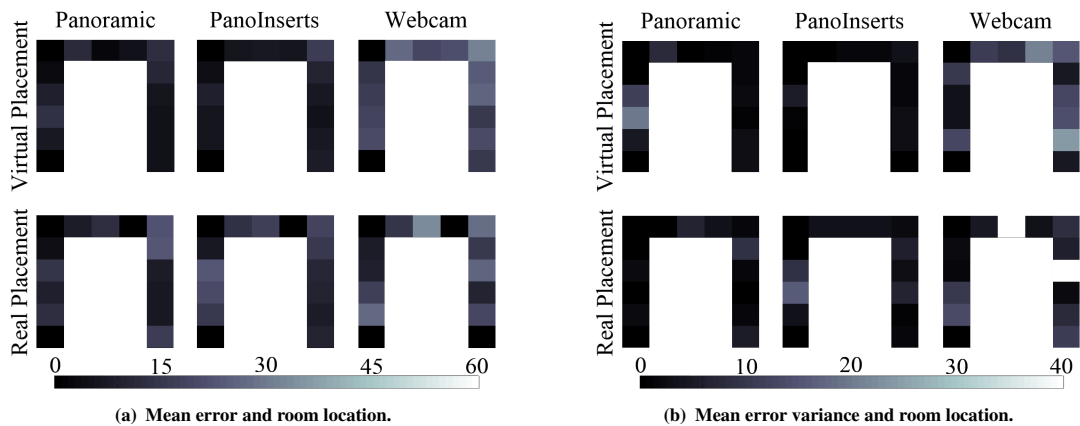 Panoramic PanoInserts Webcam
Virtual Placement
Real Placement
0 15 30 45 60
(a) Mean error and room location.
Panoramic PanoInserts Webcam
Virtual Placement
Real Placement
0 10 20 30 40
(b) Mean error variance and room location.